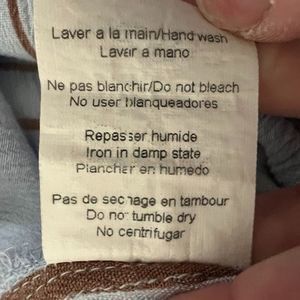 Laver a la main/Hand wash
Lavar a mano
Ne pas blanchir/Do not bleach
No user blanqueadores
Repasser humide
Iron in damp state
Planchar en humedo
Pas de sechage en tambour
Do not tumble dry
No centrifugar